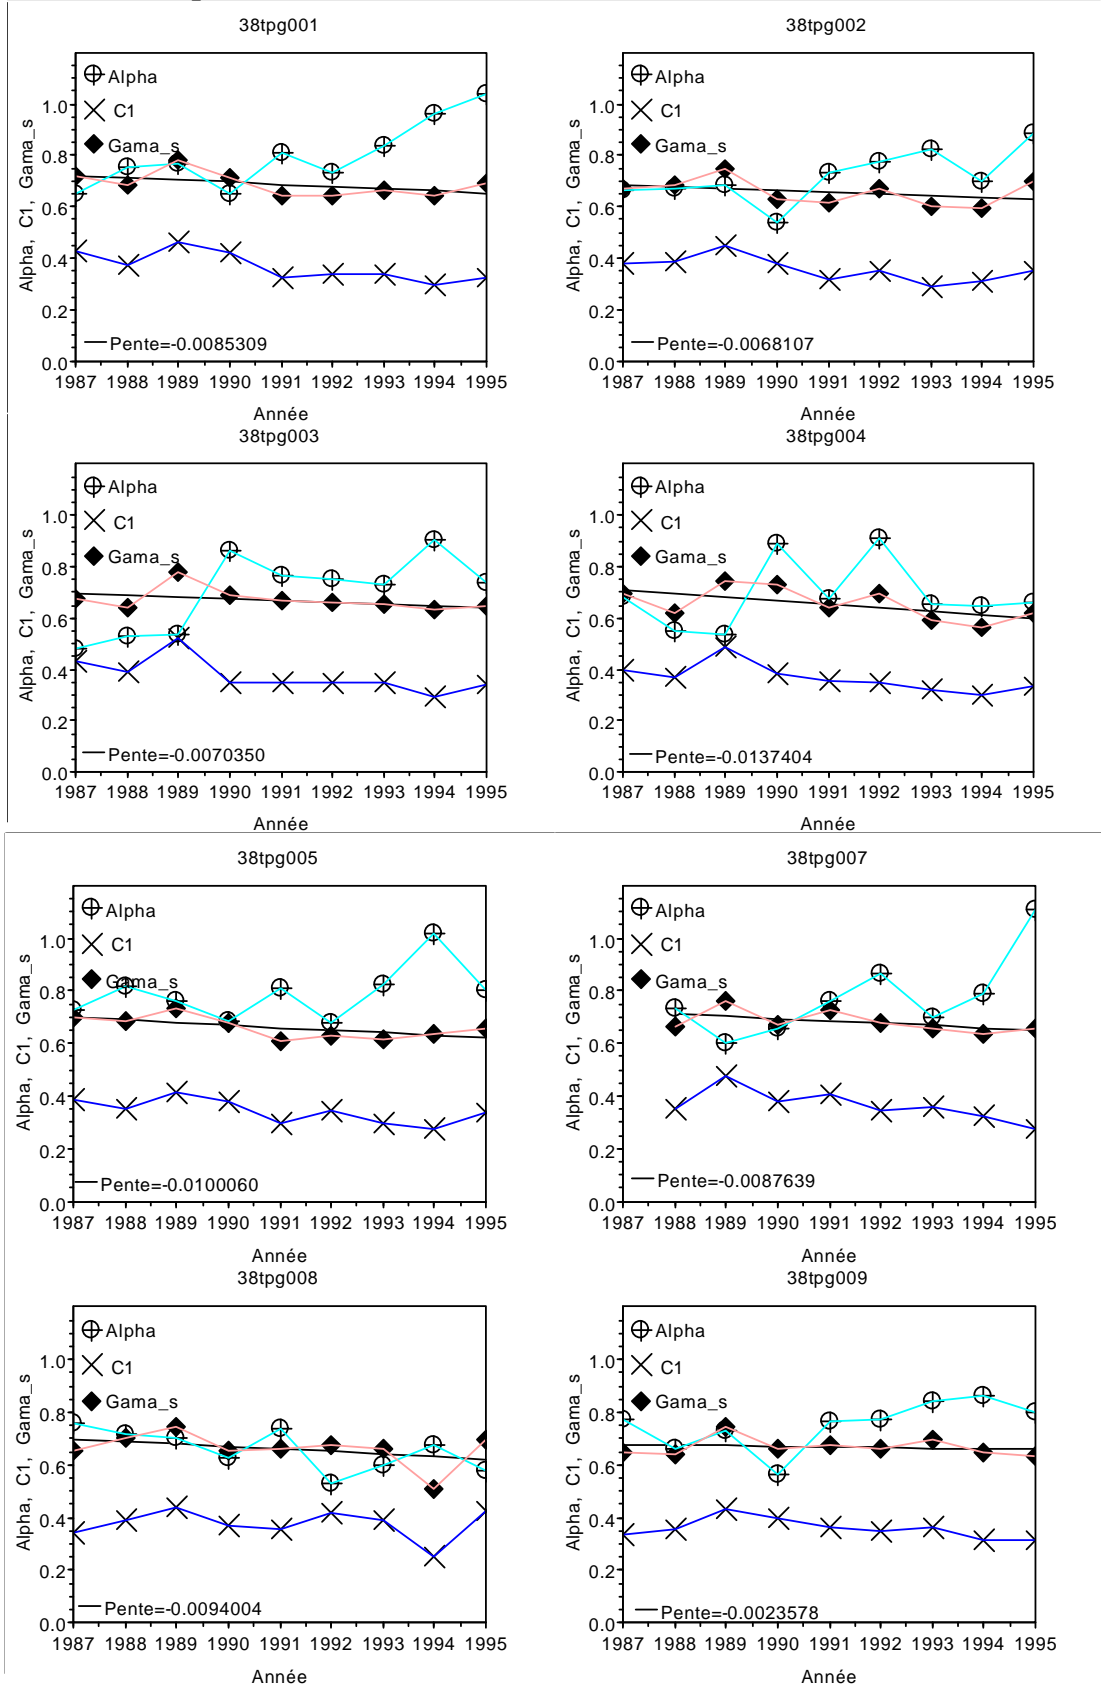 38tpg001
Alpha
C1
Gama_s
Alpha, C1, Gama_s
1.0
0.8
0.6
0.4
0.2
0.0
Pente=-0.0085309
1987 1988 1989 1990 1991 1992 1993 1994 1995
Année
38tpg002
Alpha
C1
Gama_s
Alpha, C1, Gama_s
1.0
0.8
0.6
0.4
0.2
0.0
Pente=-0.0068107
1987 1988 1989 1990 1991 1992 1993 1994 1995
Année
38tpg003
Alpha
C1
Gama_s
Alpha, C1, Gama_s
1.0
0.8
0.6
0.4
0.2
0.0
Pente=-0.0070350
1987 1988 1989 1990 1991 1992 1993 1994 1995
Année
38tpg004
Alpha
C1
Gama_s
Alpha, C1, Gama_s
1.0
0.8
0.6
0.4
0.2
0.0
Pente=-0.0137404
1987 1988 1989 1990 1991 1992 1993 1994 1995
Année
38tpg005
Alpha
C1
Gama_s
Alpha, C1, Gama_s
1.0
0.8
0.6
0.4
0.2
0.0
Pente=-0.0100060
1987 1988 1989 1990 1991 1992 1993 1994 1995
Année
38tpg007
Alpha
C1
Gama_s
Alpha, C1, Gama_s
1.0
0.8
0.6
0.4
0.2
0.0
Pente=-0.0087639
1987 1988 1989 1990 1991 1992 1993 1994 1995
Année
38tpg008
Alpha
C1
Gama_s
Alpha, C1, Gama_s
1.0
0.8
0.6
0.4
0.2
0.0
Pente=-0.0094004
1987 1988 1989 1990 1991 1992 1993 1994 1995
Année
38tpg009
Alpha
C1
Gama_s
Alpha, C1, Gama_s
1.0
0.8
0.6
0.4
0.2
0.0
Pente=-0.0023578
1987 1988 1989 1990 1991 1992 1993 1994 1995
Année